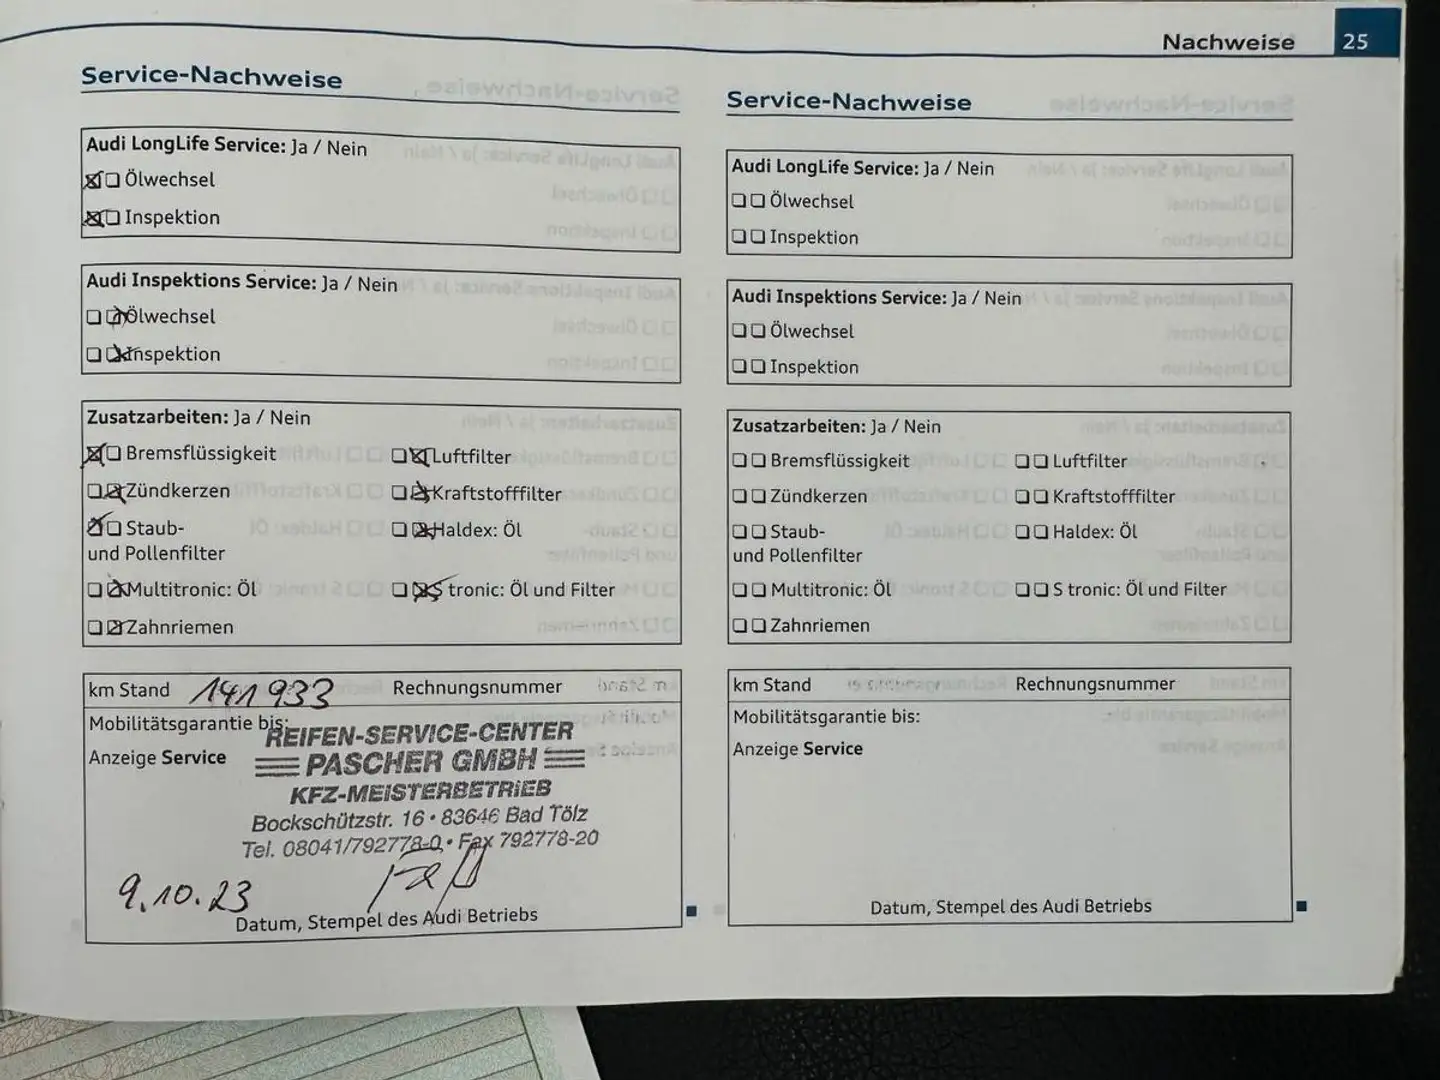 Nachweise 25
Service-Nachweise
Audi LongLife Service: Ja / Nein
Ölwechsel
Inspektion
Audi Inspektions Service: Ja / Nein
Ölwechsel
Inspektion
Zusatzarbeiten: Ja / Nein
Bremsflüssigkeit Luftfilter
Zündkerzen Kraftstofffilter
Staub- Haldex: Öl
und Pollenfilter
Multitronic: Öl S tronic: Öl und Filter
Zahnriemen
km Stand 141 933 Rechnungsnummer
Mobilitätsgarantie bis:
REIFEN-SERVICE-CENTER
Anzeige Service
PASCHER GMBH
KFZ-MEISTERBETRIEB
Bockschützstr. 16 • 83646 Bad Tölz
Tel. 08041/792778-0 • Fax 792778-20
9.10.23
Datum, Stempel des Audi Betriebs
Service-Nachweise
Audi LongLife Service: Ja / Nein
Ölwechsel
Inspektion
Audi Inspektions Service: Ja / Nein
Ölwechsel
Inspektion
Zusatzarbeiten: Ja / Nein
Bremsflüssigkeit Luftfilter
Zündkerzen Kraftstofffilter
Staub- Haldex: Öl
und Pollenfilter
Multitronic: Öl S tronic: Öl und Filter
Zahnriemen
km Stand Rechnungsnummer
Mobilitätsgarantie bis:
Anzeige Service
Datum, Stempel des Audi Betriebs